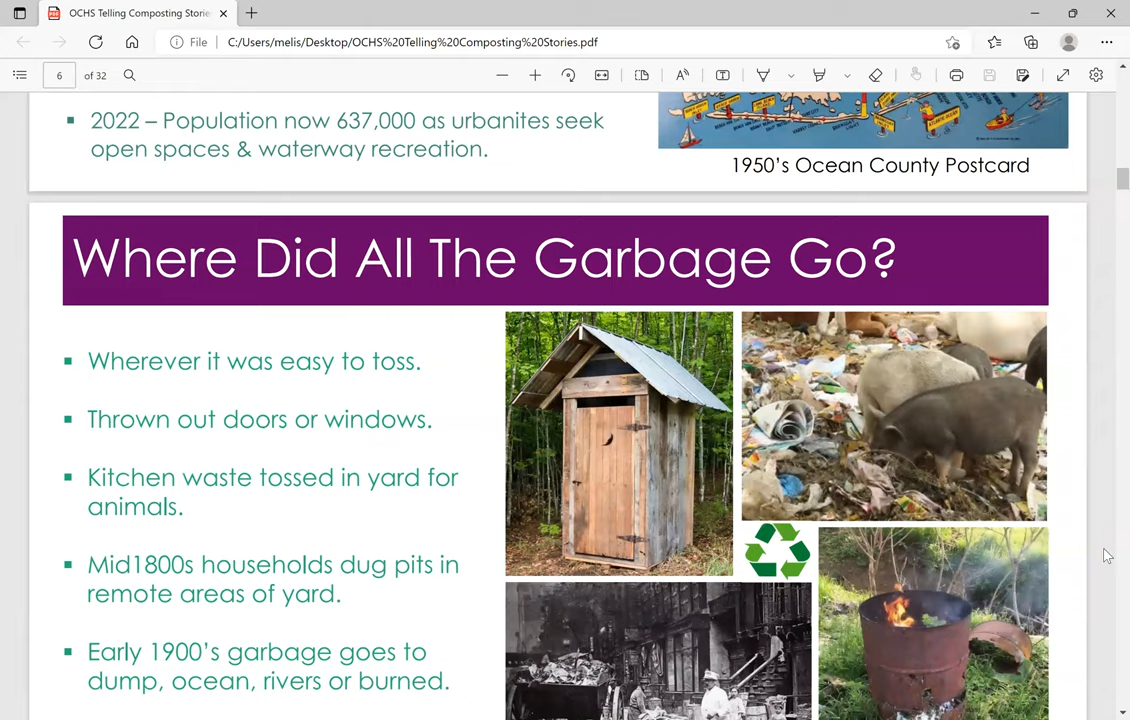 OCHS Telling Composting Storie
File C:/Users/melis/Desktop/OCHS%20Telling%20Composting%20Stories.pdf
6 of 32
▪ 2022 – Population now 637,000 as urbanites seek
open spaces & waterway recreation.
1950's Ocean County Postcard
Where Did All The Garbage Go?
▪ Wherever it was easy to toss.
▪ Thrown out doors or windows.
▪ Kitchen waste tossed in yard for
animals.
▪ Mid1800s households dug pits in
remote areas of yard.
▪ Early 1900's garbage goes to
dump, ocean, rivers or burned.